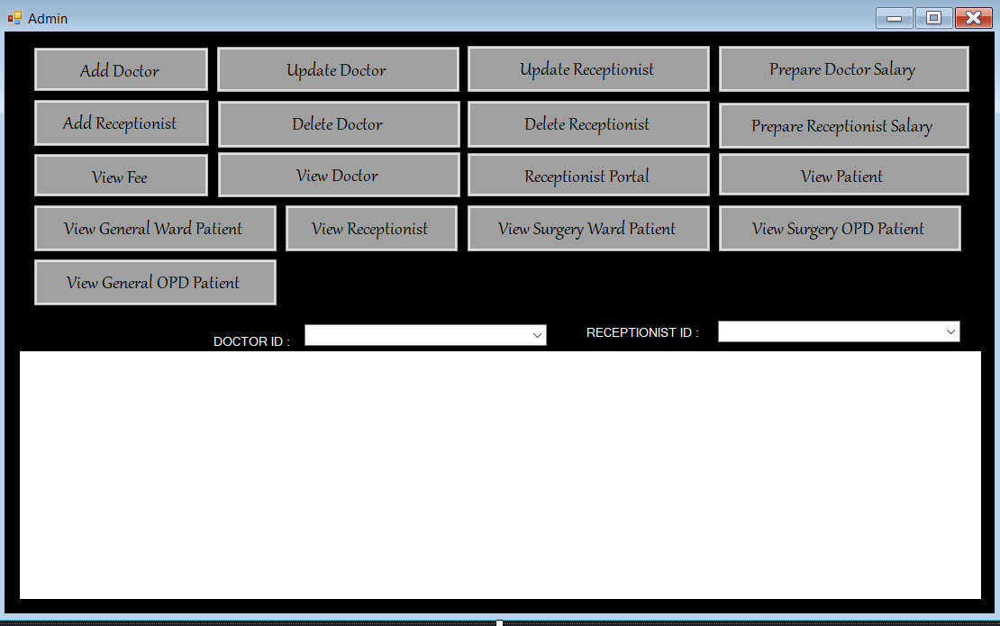 Admin
Add Doctor
Update Doctor
Update Receptionist
Prepare Doctor Salary
Add Receptionist
Delete Doctor
Delete Receptionist
Prepare Receptionist Salary
View Fee
View Doctor
Receptionist Portal
View Patient
View General Ward Patient
View Receptionist
View Surgery Ward Patient
View Surgery OPD Patient
View General OPD Patient
DOCTOR ID :
RECEPTIONIST ID :